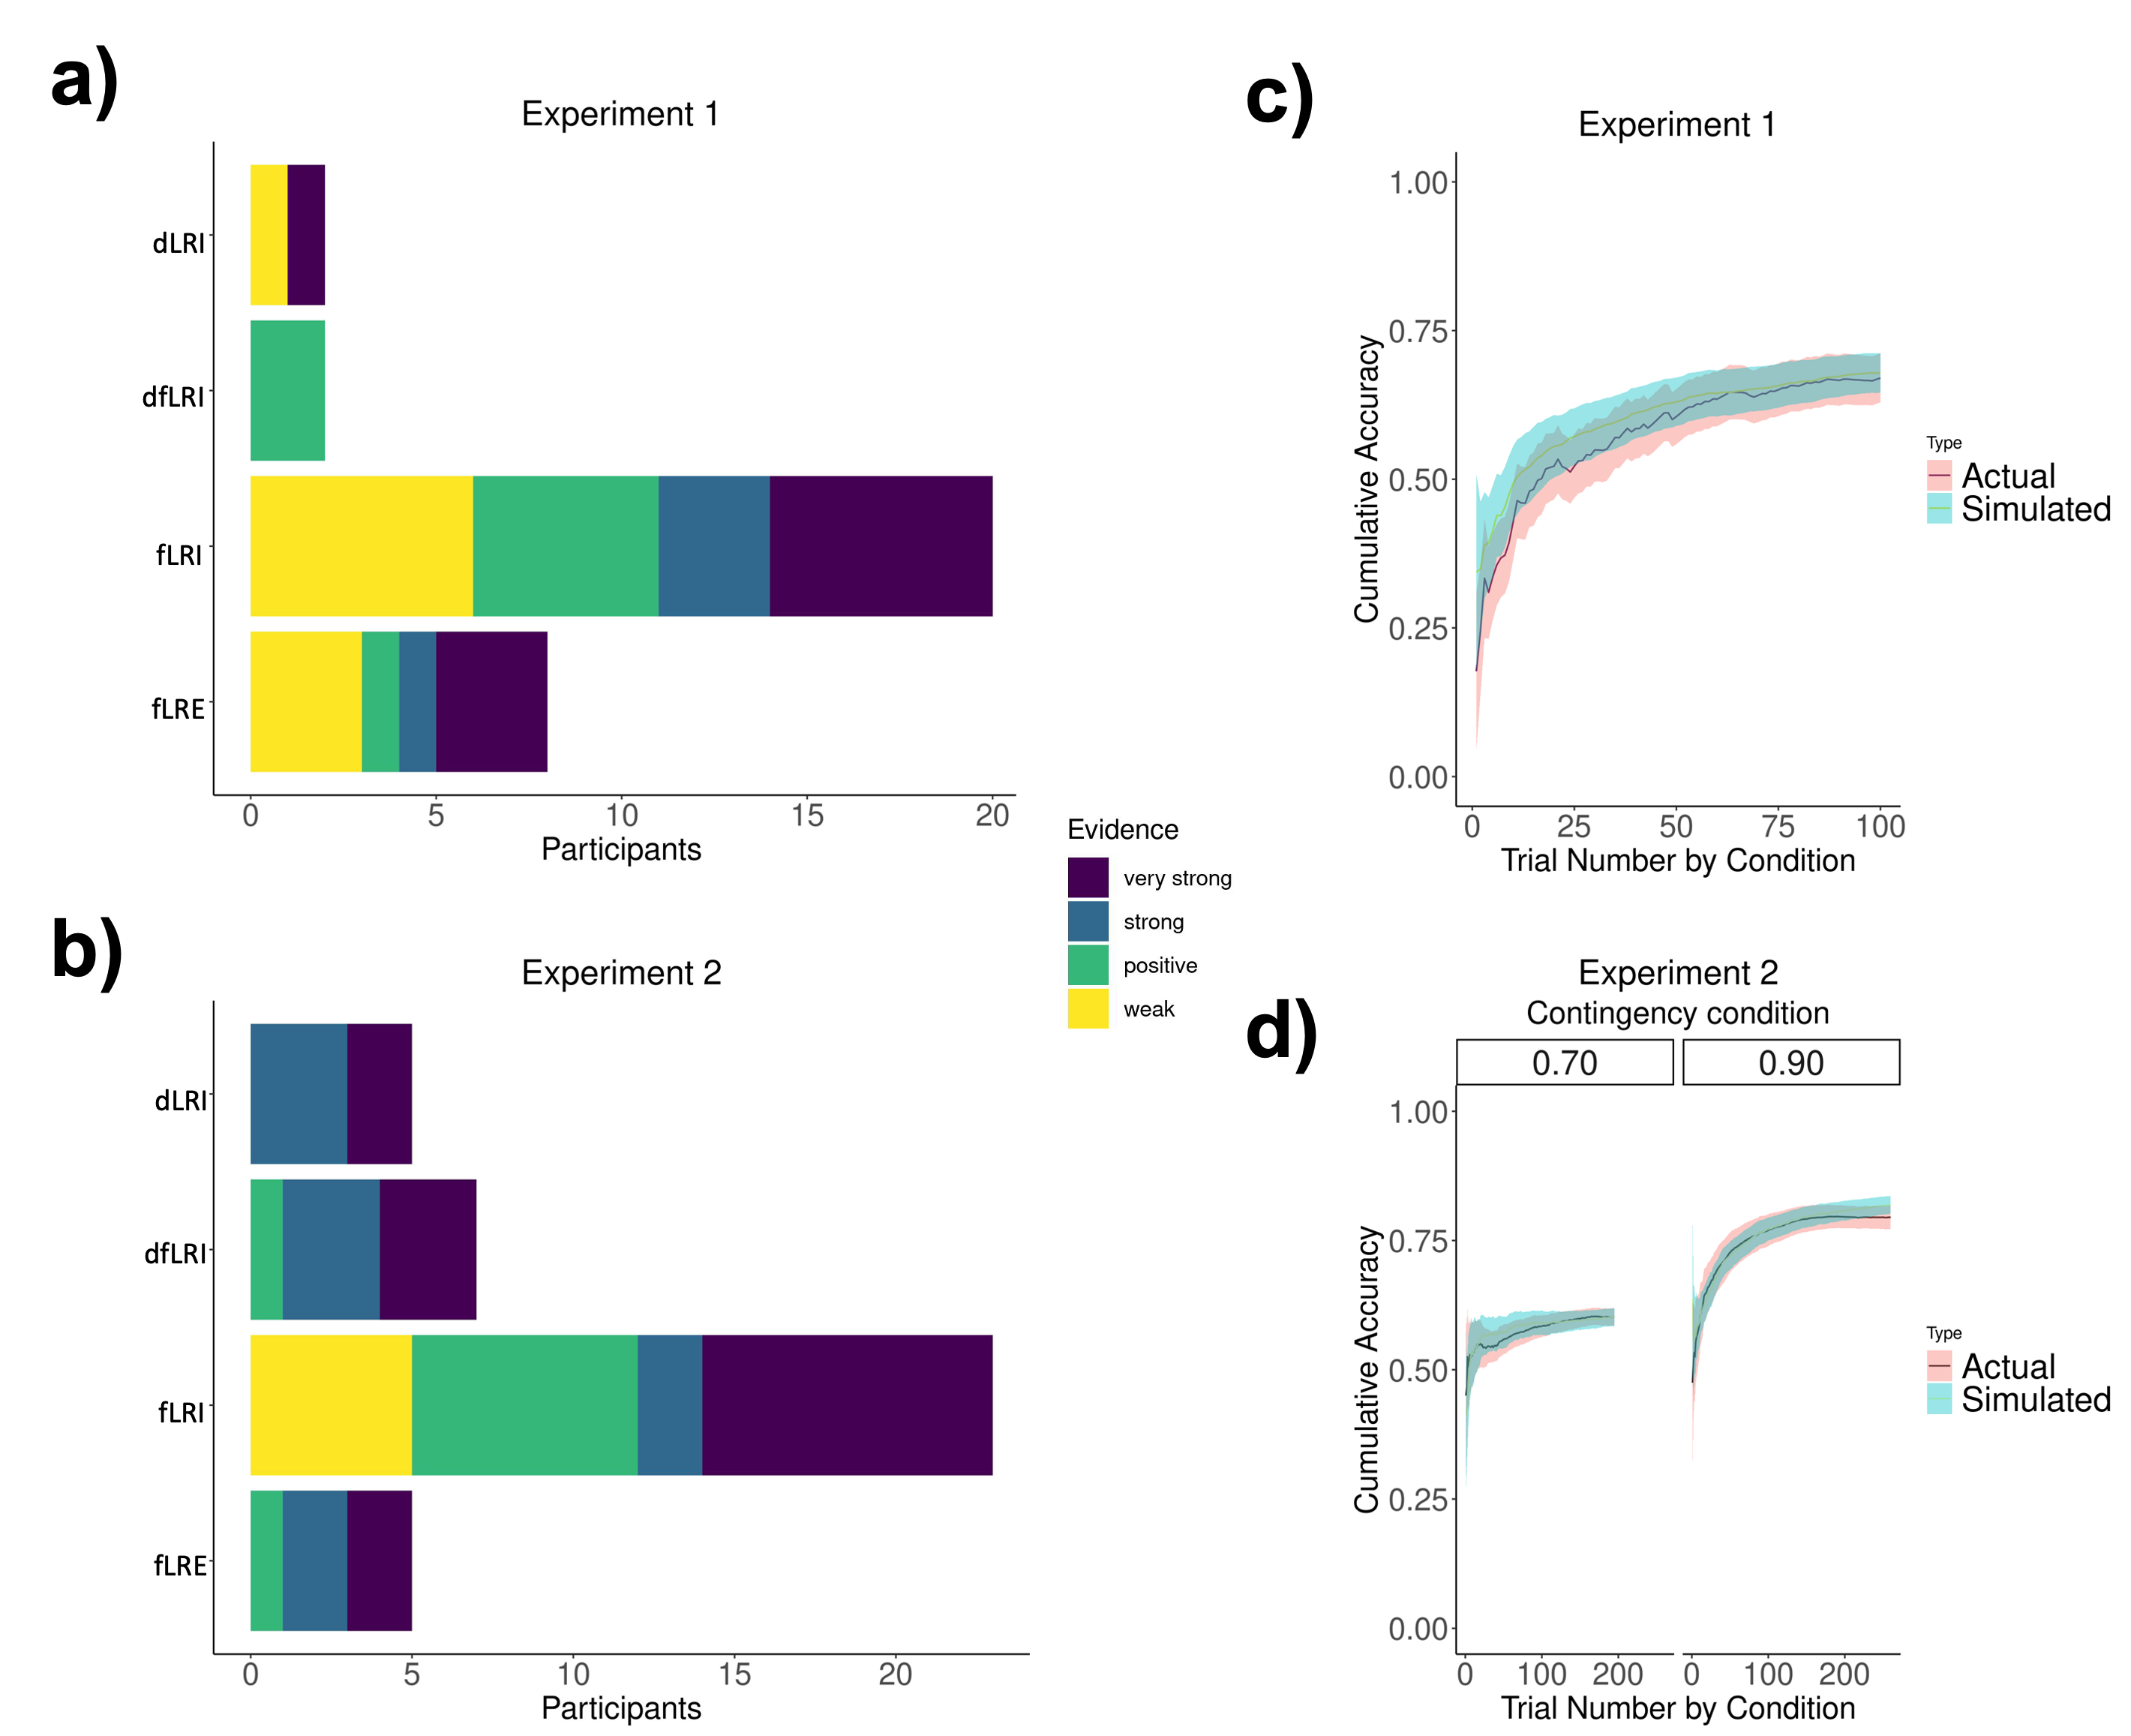 a)
Experiment 1
dLRI
dfLRI
fLRI
fLRE
0 5 10 15 20
Participants
Evidence
very strong
strong
positive
weak
b)
Experiment 2
dLRI
dfLRI
fLRI
fLRE
0 5 10 15 20
Participants
c)
Experiment 1
Cumulative Accuracy
1.00
0.75
0.50
0.25
0.00
0 25 50 75 100
Trial Number by Condition
Type
Actual
Simulated
d)
Experiment 2
Contingency condition
0.70 0.90
Cumulative Accuracy
1.00
0.75
0.50
0.25
0.00
0 100 200 0 100 200
Trial Number by Condition
Type
Actual
Simulated